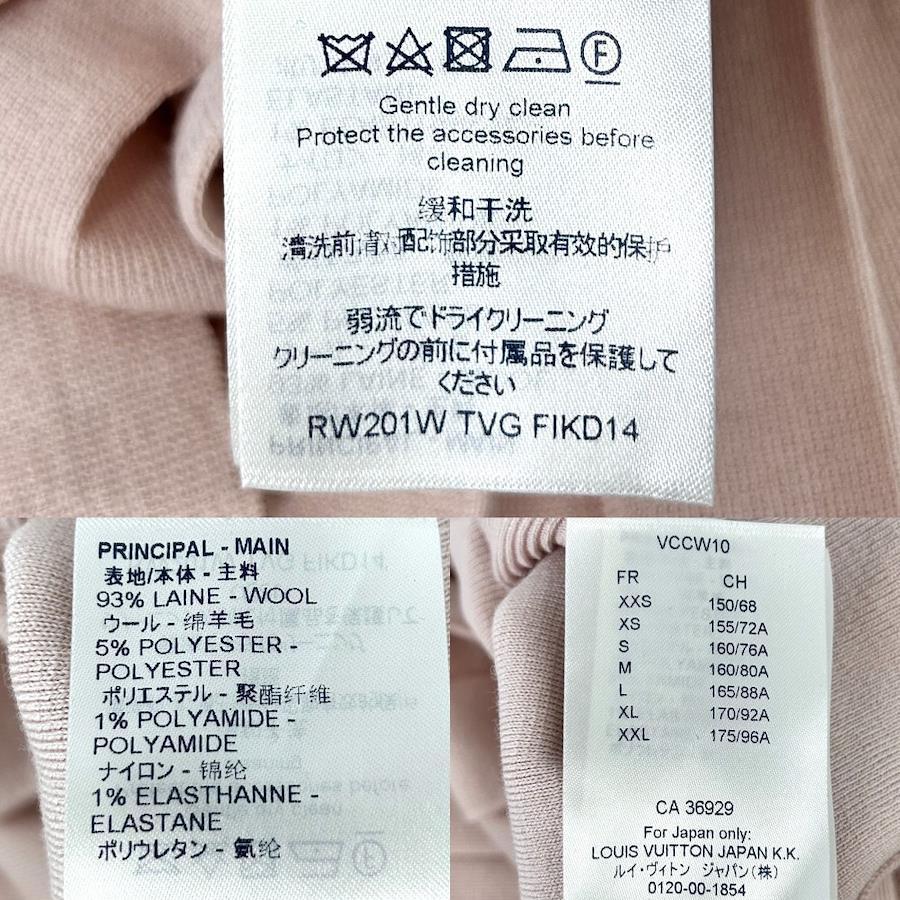 Gentle dry clean
Protect the accessories before
cleaning
缓和干洗
清洗前请对配饰部分采取有效的保护
措施
弱流でドライクリーニング
クリーニングの前に付属品を保護して
ください
RW201W TVG FIKD14
PRINCIPAL - MAIN
表地/本体 - 主料
93% LAINE - WOOL
ウール - 绵羊毛
5% POLYESTER -
POLYESTER
ポリエステル - 聚酯纤维
1% POLYAMIDE -
POLYAMIDE
ナイロン - 锦纶
1% ELASTHANNE -
ELASTANE
ポリウレタン - 氨纶
VCCW10
FR CH
XXS 150/68
XS 155/72A
S 160/76A
M 160/80A
L 165/88A
XL 170/92A
XXL 175/96A
CA 36929
For Japan only:
LOUIS VUITTON JAPAN K.K.
ルイ・ヴィトン ジャパン(株)
0120-00-1854